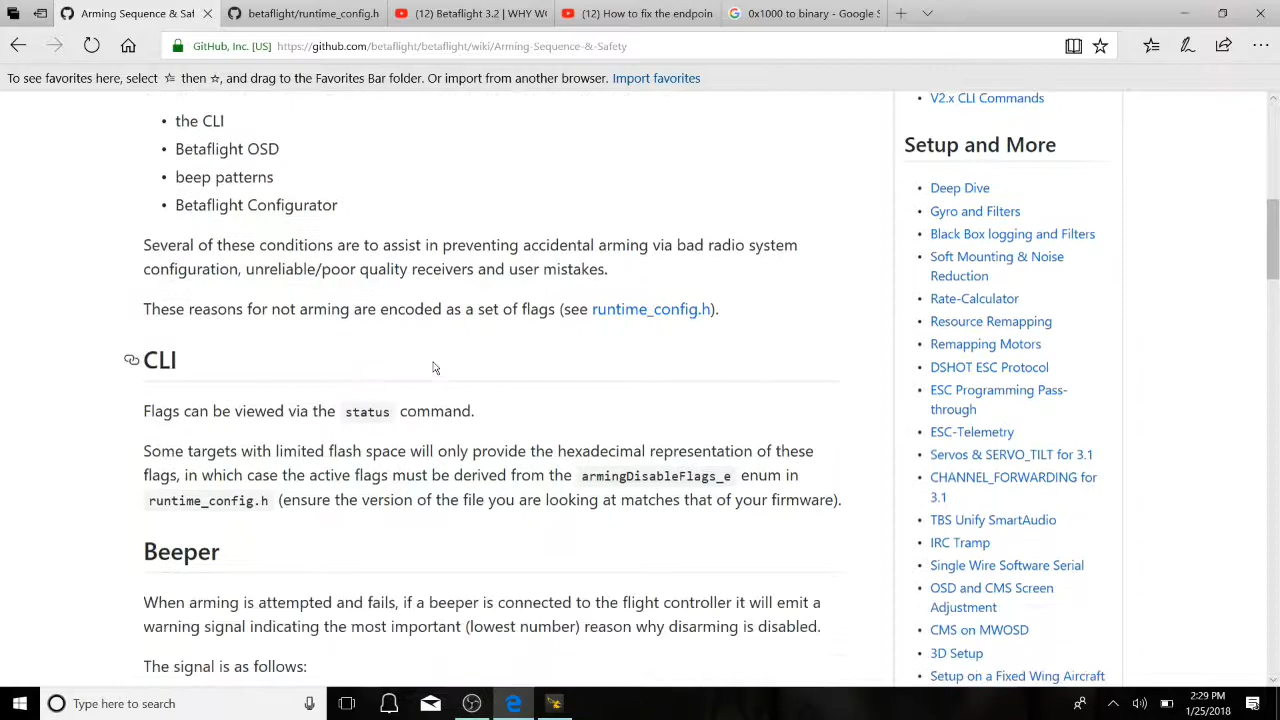 Arming Sequence & Sa
betaflight/runtime_config.h
(12) Betaflight 3.2 | WHY W
(12) How to fix the endpoin
0x1000 to binary - Google S
GitHub, Inc. [US] https://github.com/betaflight/betaflight/wiki/Arming-Sequence-&-Safety
To see favorites here, select then ☆, and drag to the Favorites Bar folder. Or import from another browser. Import favorites
• the CLI
• Betaflight OSD
• beep patterns
• Betaflight Configurator
Several of these conditions are to assist in preventing accidental arming via bad radio system
configuration, unreliable/poor quality receivers and user mistakes.
These reasons for not arming are encoded as a set of flags (see runtime_config.h).
CLI
Flags can be viewed via the status command.
Some targets with limited flash space will only provide the hexadecimal representation of these
flags, in which case the active flags must be derived from the armingDisableFlags_e enum in
runtime_config.h (ensure the version of the file you are looking at matches that of your firmware).
Beeper
When arming is attempted and fails, if a beeper is connected to the flight controller it will emit a
warning signal indicating the most important (lowest number) reason why disarming is disabled.
The signal is as follows:
• V2.x CLI Commands
Setup and More
• Deep Dive
• Gyro and Filters
• Black Box logging and Filters
• Soft Mounting & Noise
Reduction
• Rate-Calculator
• Resource Remapping
• Remapping Motors
• DSHOT ESC Protocol
• ESC Programming Pass-
through
• ESC-Telemetry
• Servos & SERVO_TILT for 3.1
• CHANNEL_FORWARDING for
3.1
• TBS Unify SmartAudio
• IRC Tramp
• Single Wire Software Serial
• OSD and CMS Screen
Adjustment
• CMS on MWOSD
• 3D Setup
• Setup on a Fixed Wing Aircraft
Type here to search
2:29 PM
1/25/2018